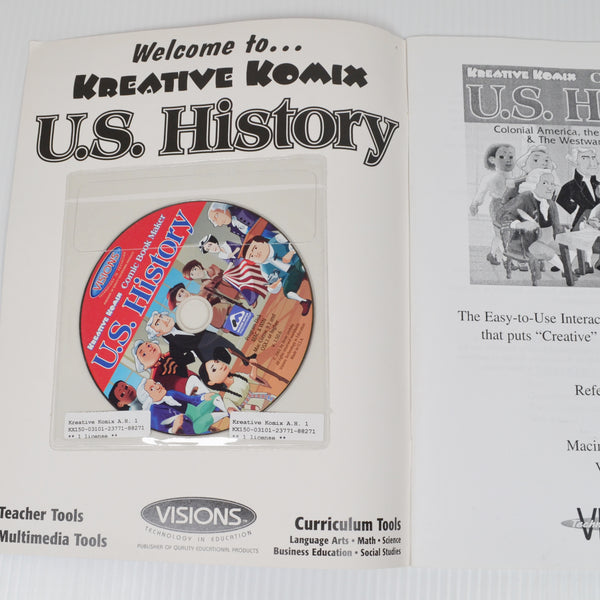 Welcome to...
KREATIVE KOMIX
U.S. History
VISIONS
KREATIVE KOMIX Comic Book Maker
U.S. History
Kreative Komix A.H. 1
KX150-03101-23771-88271
** 1 license **
Kreative Komix A.H. 1
KX150-03101-23771-88271
** 1 license **
Teacher Tools
Multimedia Tools
VISIONS
TECHNOLOGY IN EDUCATION
PUBLISHER OF QUALITY EDUCATIONAL PRODUCTS
Curriculum Tools
Language Arts • Math • Science
Business Education • Social Studies
KREATIVE KOMIX
U.S. H
Colonial America, the
& The Westwar
The Easy-to-Use Interac
that puts “Creative”
Refe
Macin
W
V
Techn